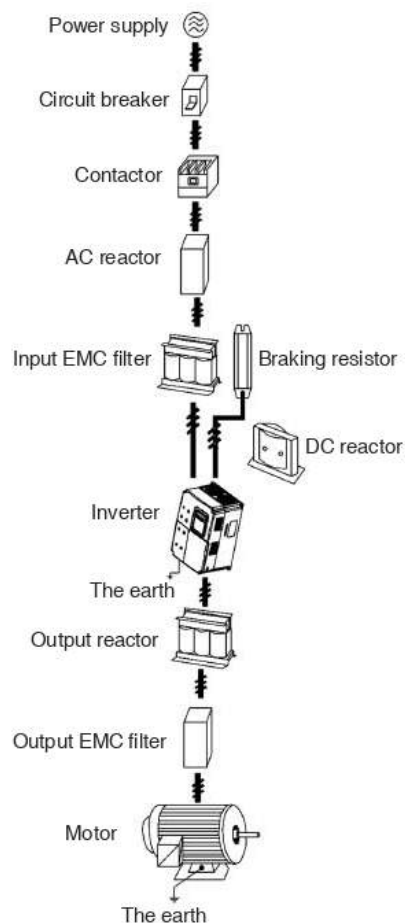 Power supply
Circuit breaker
Contactor
AC reactor
Input EMC filter
Braking resistor
DC reactor
Inverter
The earth
Output reactor
Output EMC filter
Motor
The earth